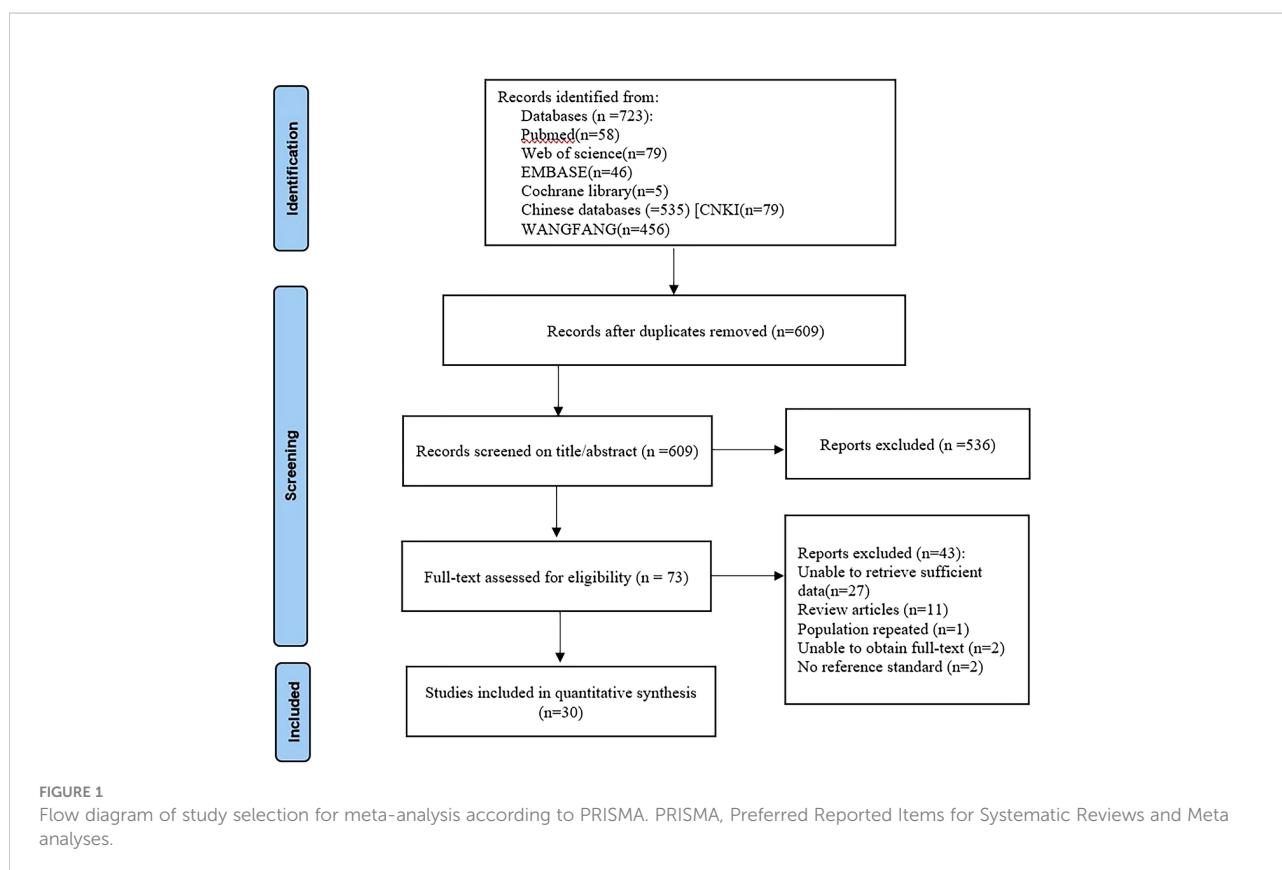 Identification
Records identified from:
Databases (n =723):
Pubmed(n=58)
Web of science(n=79)
EMBASE(n=46)
Cochrane library(n=5)
Chinese databases (=535) [CNKI(n=79)
WANGFANG(n=456)
Screening
Records after duplicates removed (n=609)
Records screened on title/abstract (n =609)
Reports excluded (n =536)
Full-text assessed for eligibility (n = 73)
Reports excluded (n=43):
Unable to retrieve sufficient
data(n=27)
Review articles (n=11)
Population repeated (n=1)
Unable to obtain full-text (n=2)
No reference standard (n=2)
Included
Studies included in quantitative synthesis
(n=30)
FIGURE 1
Flow diagram of study selection for meta-analysis according to PRISMA. PRISMA, Preferred Reported Items for Systematic Reviews and Meta
analyses.